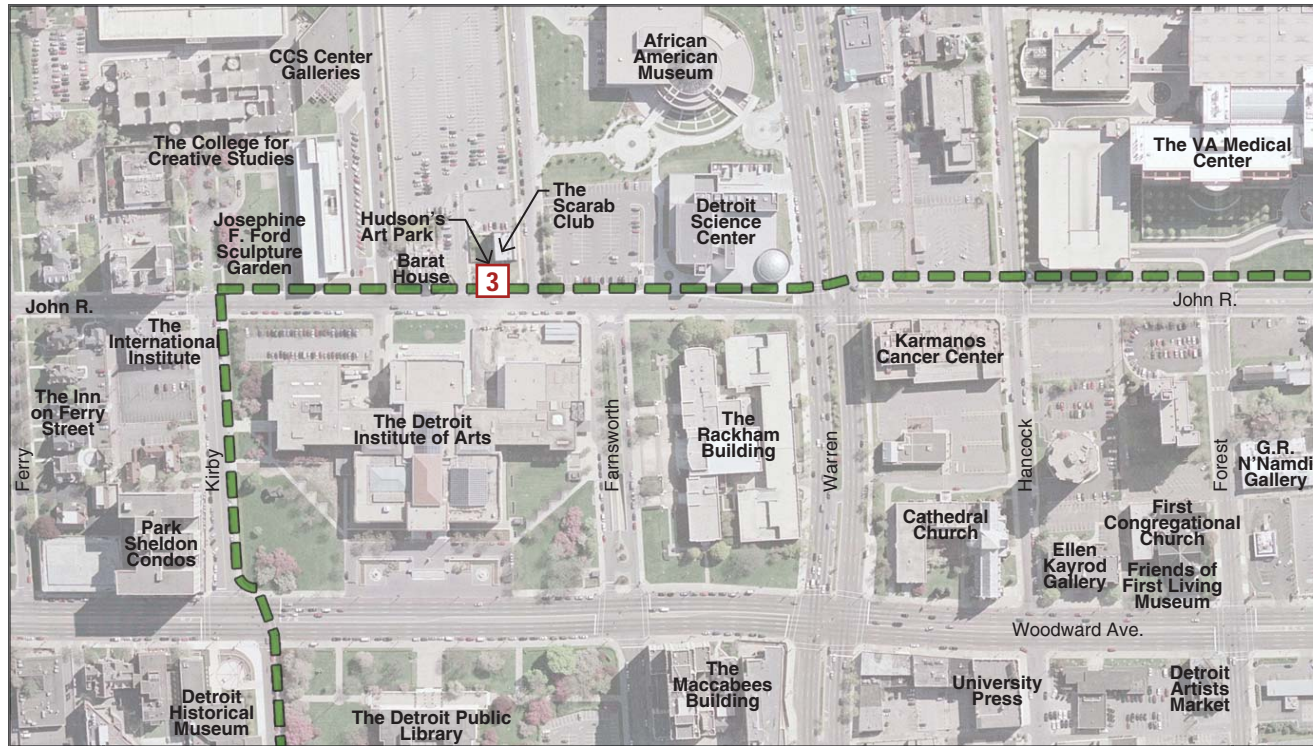 CCS Center
Galleries
African
American
Museum
The College for
Creative Studies
The VA Medical
Center
The
Scarab
Club
Hudson's
Art Park
Detroit
Science
Center
Josephine
F. Ford
Sculpture
Garden
Barat
House
3
John R.
John R.
The
International
Institute
Karmanos
Cancer Center
The Inn
on Ferry
Street
The Detroit
Institute of Arts
The
Rackham
Building
Ferry
Kirby
Farnsworth
Warren
Hancock
Forest
G.R.
N'Namdi
Gallery
Park
Sheldon
Condos
Cathedral
Church
First
Congregational
Church
Ellen
Kayrod
Gallery
Friends of
First Living
Museum
Woodward Ave.
Detroit
Historical
Museum
The Detroit Public
Library
The
Maccabees
Building
University
Press
Detroit
Artists
Market